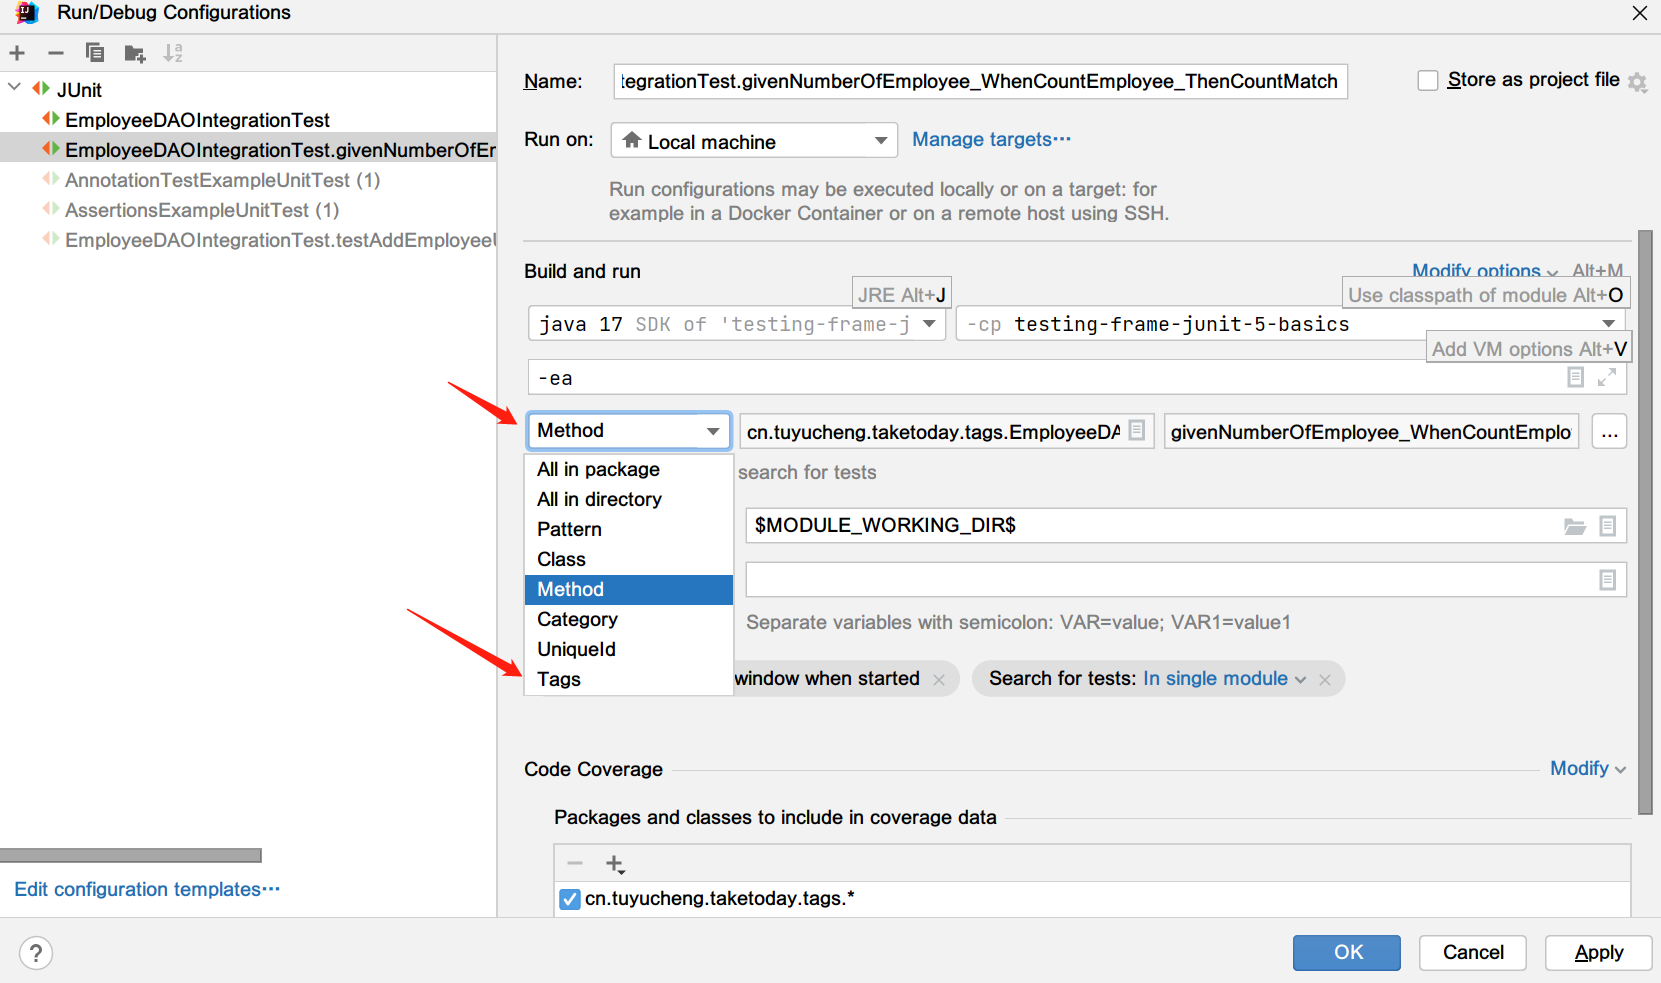 Run/Debug Configurations
JUnit
EmployeeDAOIntegrationTest
EmployeeDAOIntegrationTest.givenNumberOfEr
AnnotationTestExampleUnitTest (1)
AssertionsExampleUnitTest (1)
EmployeeDAOIntegrationTest.testAddEmployeeU
Edit configuration templates...
Name: tegrationTest.givenNumberOfEmployee_WhenCountEmployee_ThenCountMatch
Store as project file
Run on: Local machine Manage targets...
Run configurations may be executed locally or on a target: for
example in a Docker Container or on a remote host using SSH.
Build and run
Modify options Alt+M
JRE Alt+J
Use classpath of module Alt+O
java 17 SDK of 'testing-frame-j
-cp testing-frame-junit-5-basics
Add VM options Alt+V
-ea
Method cn.tuyucheng.taketoday.tags.EmployeeDA givenNumberOfEmployee_WhenCountEmplo ...
All in package
search for tests
All in directory
Pattern
$MODULE_WORKING_DIR$
Class
Method
Category
Separate variables with semicolon: VAR=value; VAR1=value1
UniqueId
Tags
window when started
Search for tests: In single module
Code Coverage
Modify
Packages and classes to include in coverage data
cn.tuyucheng.taketoday.tags.*
?
OK
Cancel
Apply